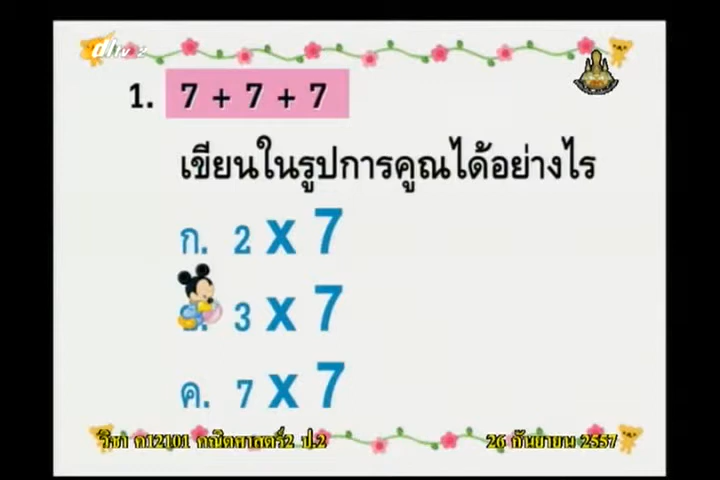 dltv 2
1. 7 + 7 + 7
เขียนในรูปการคูณได้อย่างไร
ก. 2 x 7
3 x 7
ค. 7 x 7
วิชา ค12101 คณิตศาสตร์2 ป.2
26 กันยายน 2557